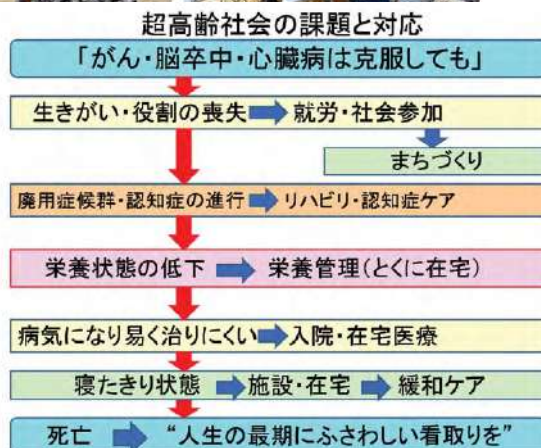 超高齢社会の課題と対応
「がん・脳卒中・心臓病は克服しても」
生きがい・役割の喪失 就労・社会参加
まちづくり
廃用症候群・認知症の進行 リハビリ・認知症ケア
栄養状態の低下 栄養管理(とくに在宅)
病気になり易く治りにくい 入院・在宅医療
寝たきり状態 施設・在宅 緩和ケア
死亡 “人生の最期にふさわしい看取りを”